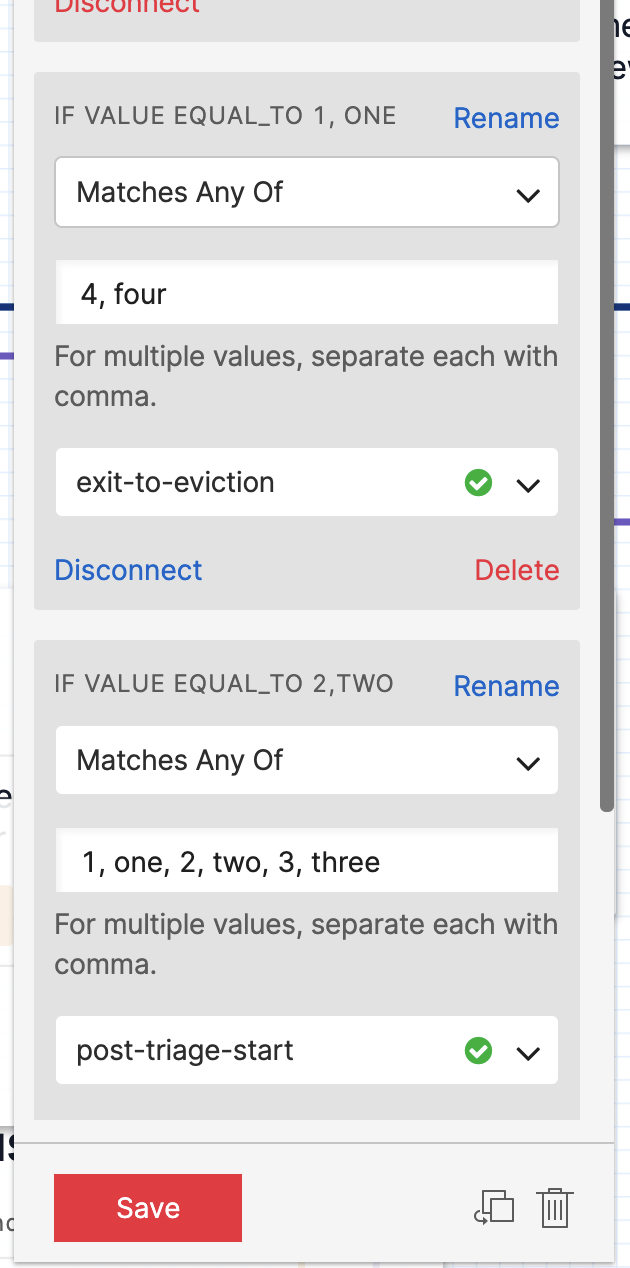 Disconnect
IF VALUE EQUAL_TO 1, ONE
Rename
Matches Any Of
4, four
For multiple values, separate each with
comma.
exit-to-eviction
Disconnect
Delete
IF VALUE EQUAL_TO 2,TWO
Rename
Matches Any Of
1, one, 2, two, 3, three
For multiple values, separate each with
comma.
post-triage-start
Save